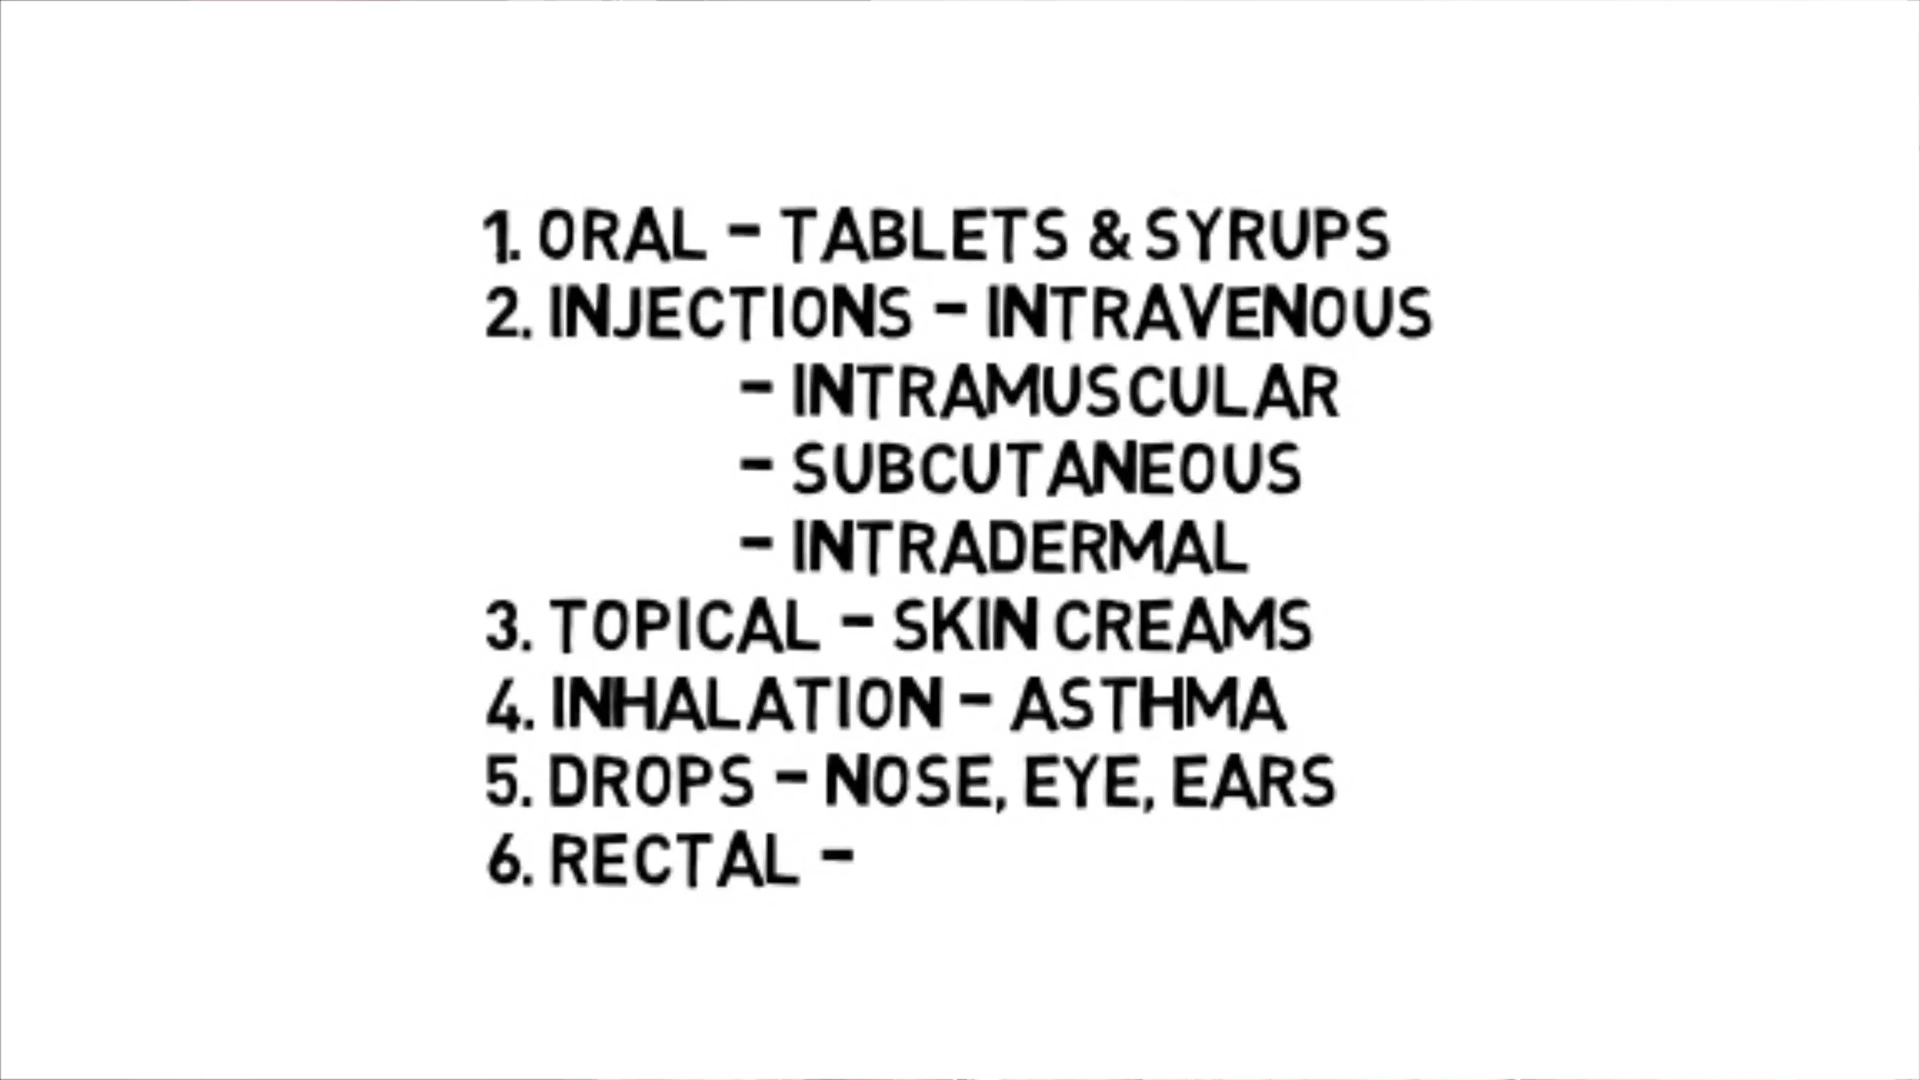 1. ORAL - TABLETS & SYRUPS
2. INJECTIONS - INTRAVENOUS
- INTRAMUSCULAR
- SUBCUTANEOUS
- INTRADERMAL
3. TOPICAL - SKIN CREAMS
4. INHALATION - ASTHMA
5. DROPS - NOSE, EYE, EARS
6. RECTAL -